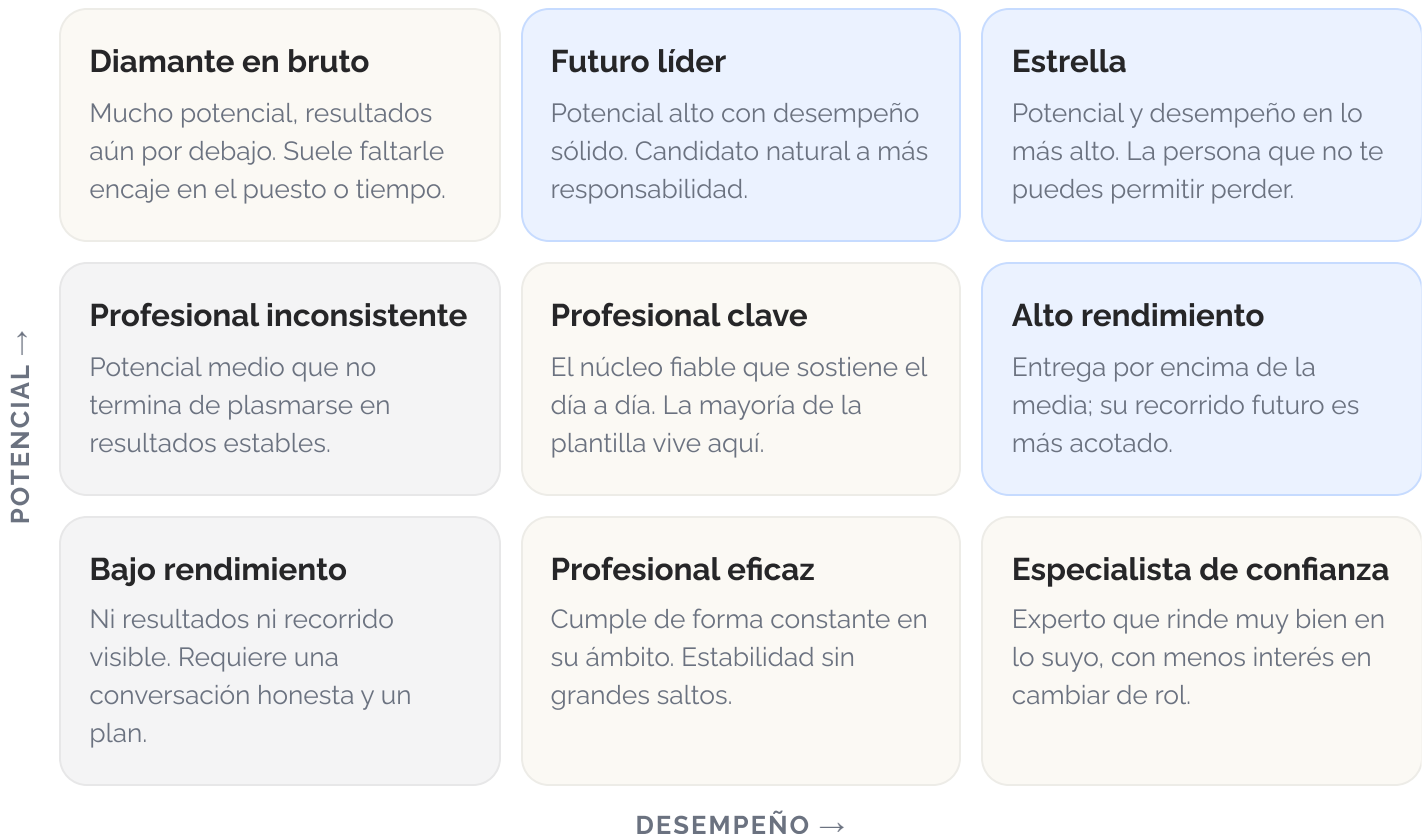 Diamante en bruto
Mucho potencial, resultados
aún por debajo. Suele faltarle
encaje en el puesto o tiempo.
Futuro líder
Potencial alto con desempeño
sólido. Candidato natural a más
responsabilidad.
Estrella
Potencial y desempeño en lo
más alto. La persona que no te
puedes permitir perder.
POTENCIAL →
Profesional inconsistente
Potencial medio que no
termina de plasmarse en
resultados estables.
Profesional clave
El núcleo fiable que sostiene el
día a día. La mayoría de la
plantilla vive aquí.
Alto rendimiento
Entrega por encima de la
media; su recorrido futuro es
más acotado.
Bajo rendimiento
Ni resultados ni recorrido
visible. Requiere una
conversación honesta y un
plan.
Profesional eficaz
Cumple de forma constante en
su ámbito. Estabilidad sin
grandes saltos.
Especialista de confianza
Experto que rinde muy bien en
lo suyo, con menos interés en
cambiar de rol.
DESEMPEÑO →